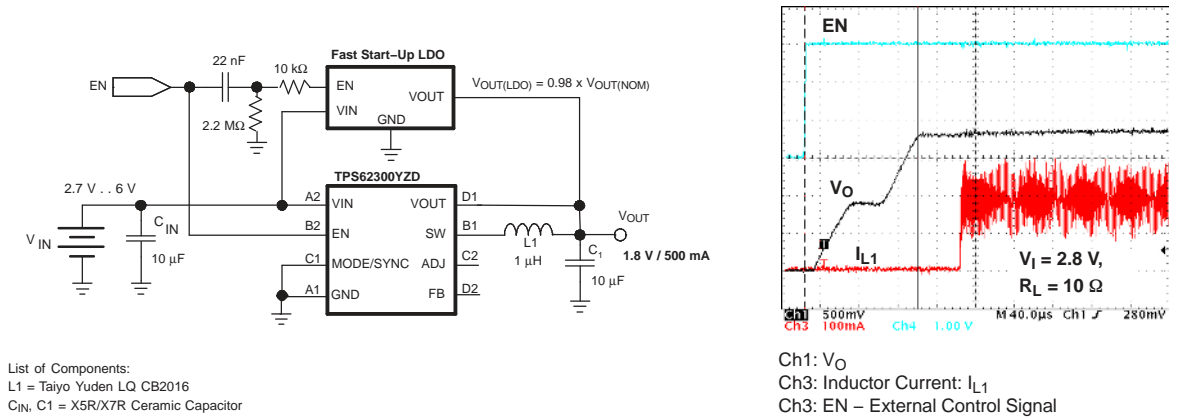 Fast Start–Up LDO
EN
22 nF
10 kΩ
2.2 MΩ
EN
VIN
VOUT
GND
VOUT(LDO) = 0.98 x VOUT(NOM)
2.7 V . . 6 V
V IN
C IN
10 µF
TPS62300YZD
A2
VIN
VOUT
D1
B2
EN
SW
B1
C1
MODE/SYNC
ADJ
C2
A1
GND
FB
D2
L1
1 µH
VOUT
C1
10 µF
1.8 V / 500 mA
List of Components:
L1 = Taiyo Yuden LQ CB2016
CIN, C1 = X5R/X7R Ceramic Capacitor
EN
VO
T
T
IL1
VI = 2.8 V,
RL = 10 Ω
Ch1 500mV M 40.0µs Ch1 280mV
Ch3 100mA Ch4 1.00 V
Ch1: VO
Ch3: Inductor Current: IL1
Ch3: EN – External Control Signal